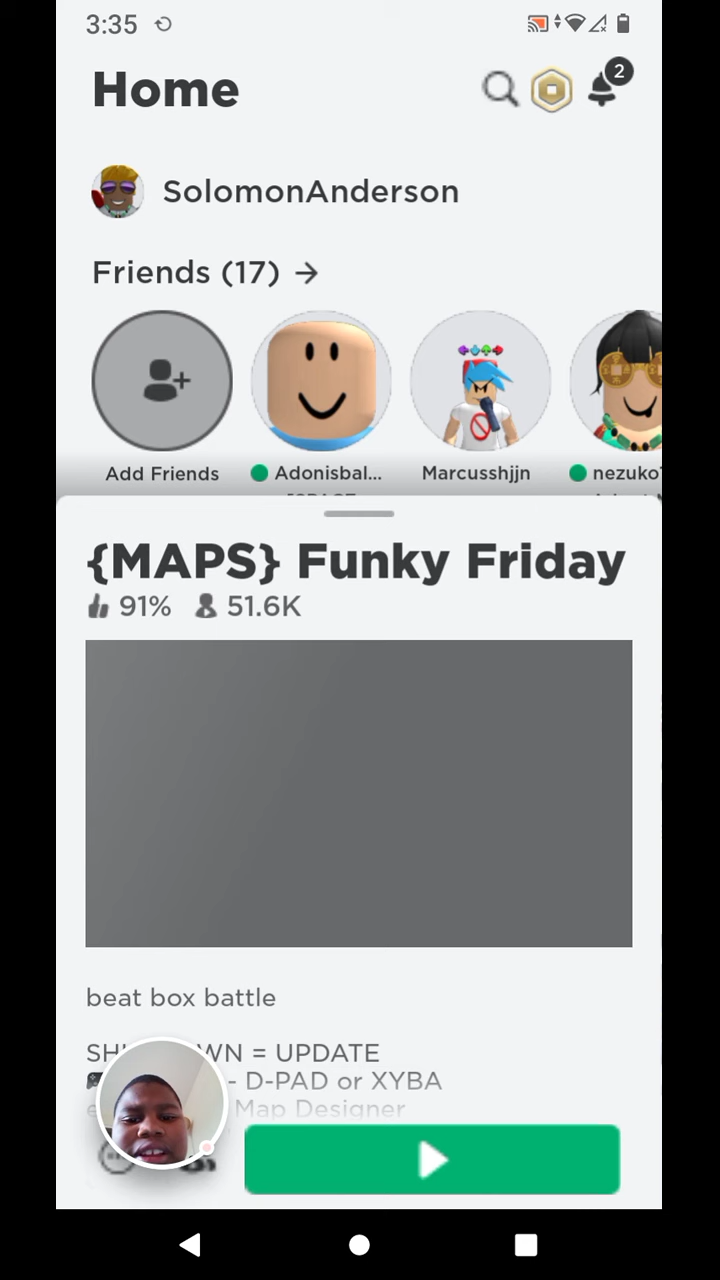 3:35
Home
2
SolomonAnderson
Friends (17) →
Add Friends
Adonisbal...
Marcusshjjn
nezuko
{MAPS} Funky Friday
91% 51.6K
beat box battle
= UPDATE
- D-PAD or XYBA
Map Designer